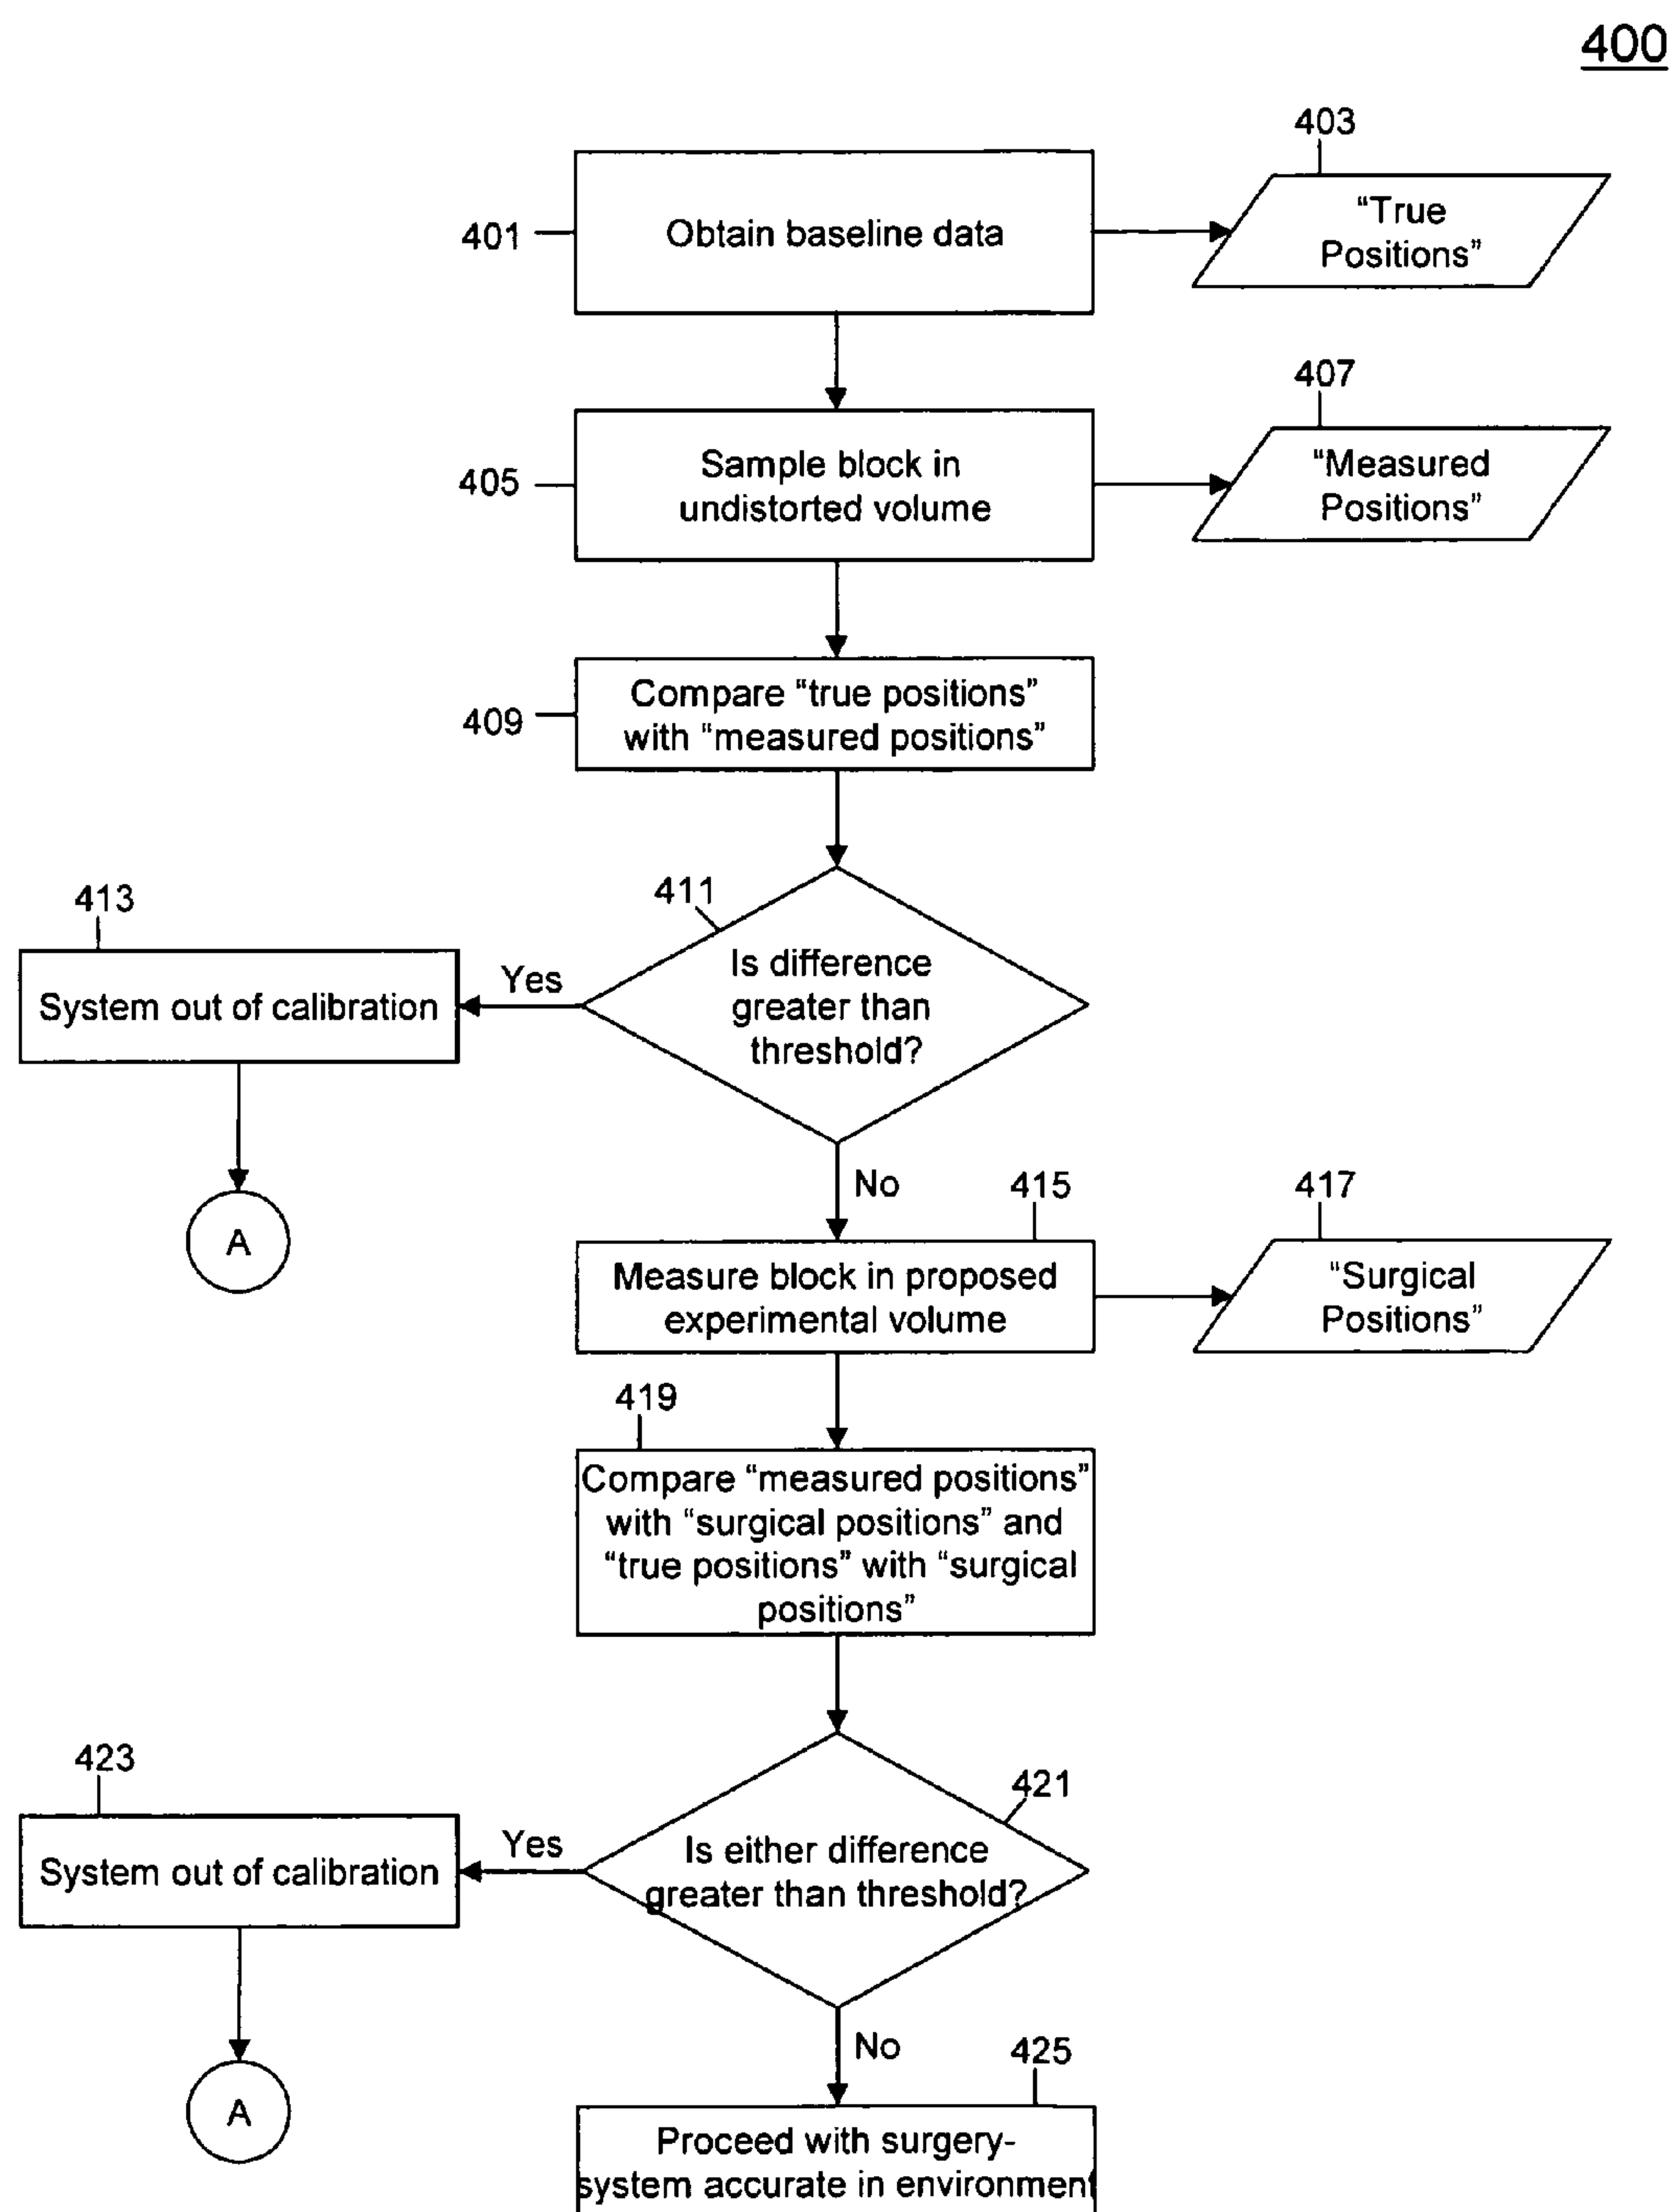 400
403
401
Obtain baseline data
“True
Positions”
407
405
Sample block in
undistorted volume
“Measured
Positions”
409
Compare “true positions”
with “measured positions”
413
411
System out of calibration
Yes
Is difference
greater than
threshold?
A
No
415
417
Measure block in proposed
experimental volume
“Surgical
Positions”
419
Compare “measured positions”
with “surgical positions” and
“true positions” with “surgical
positions”
423
421
System out of calibration
Yes
Is either difference
greater than threshold?
A
No
425
Proceed with surgery-
system accurate in environment